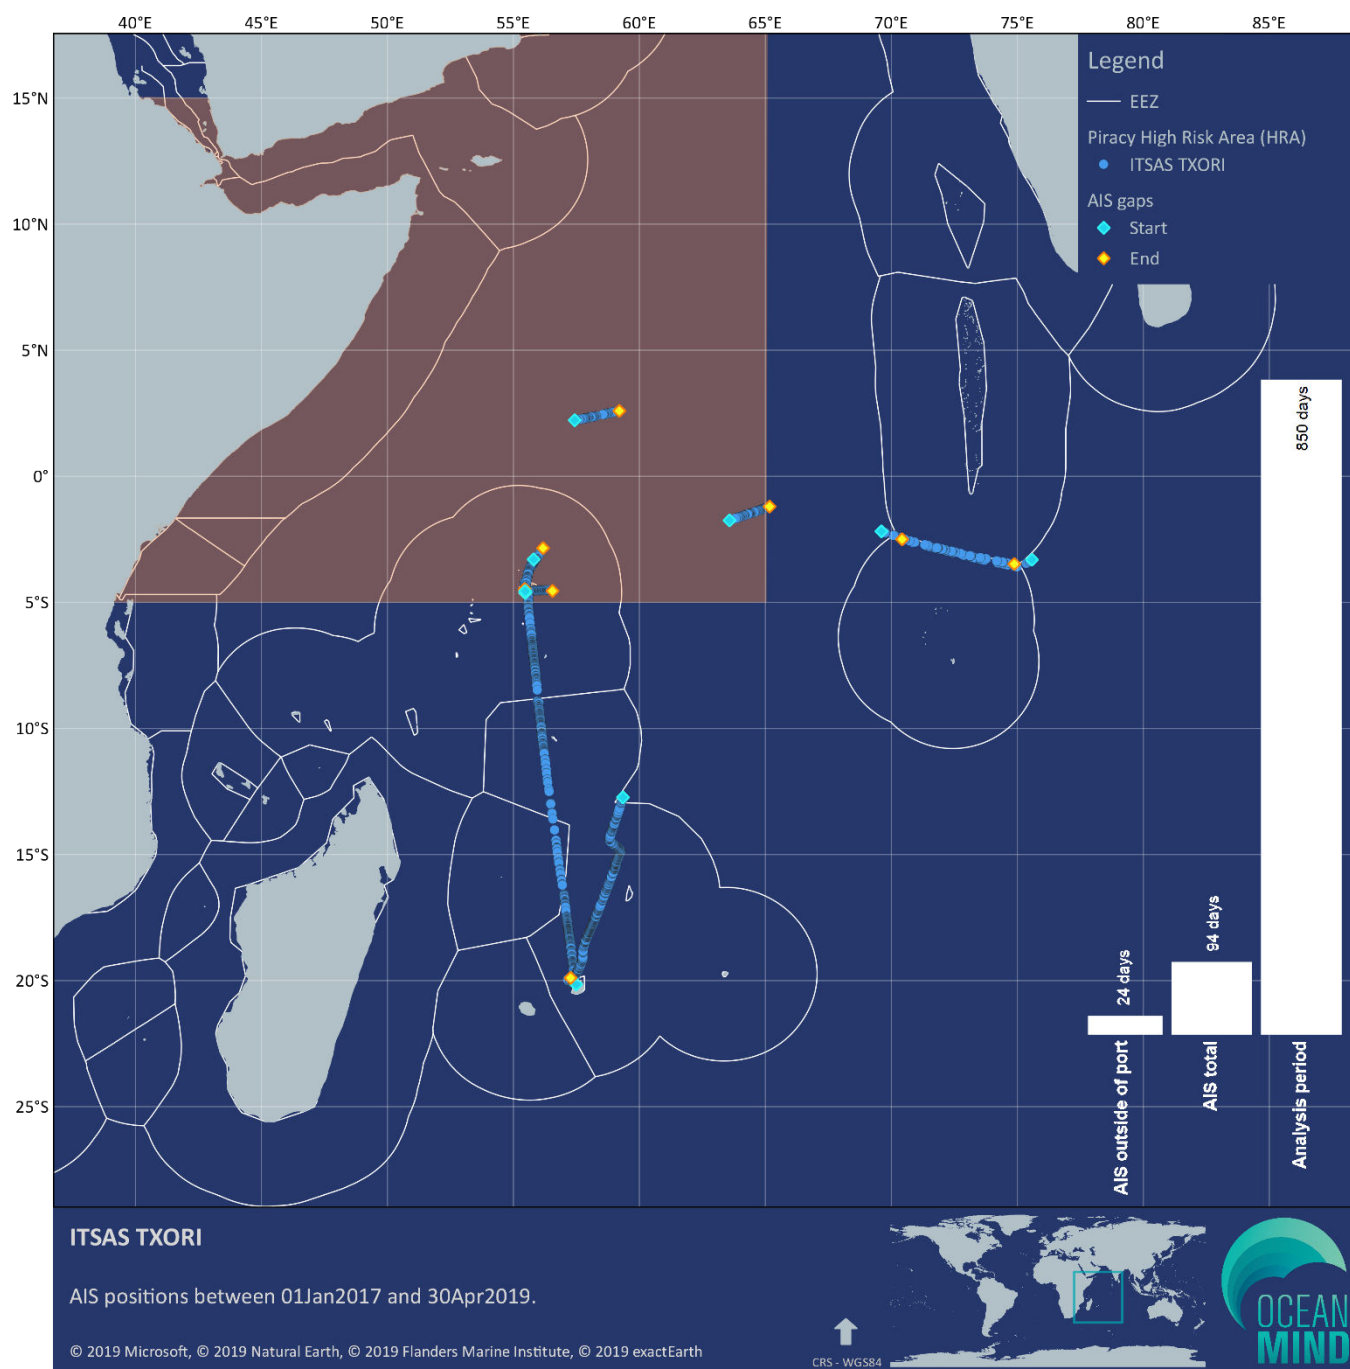 40°E 45°E 50°E 55°E 60°E 65°E 70°E 75°E 80°E 85°E
15°N
10°N
5°N
0°
5°S
10°S
15°S
20°S
25°S
Legend
EEZ
Piracy High Risk Area (HRA)
ITSAS TXORI
AIS gaps
Start
End
24 days
94 days
850 days
AIS outside of port
AIS total
Analysis period
ITSAS TXORI
AIS positions between 01Jan2017 and 30Apr2019.
© 2019 Microsoft, © 2019 Natural Earth, © 2019 Flanders Marine Institute, © 2019 exactEarth
CRS - WGS84
OCEAN
MIND